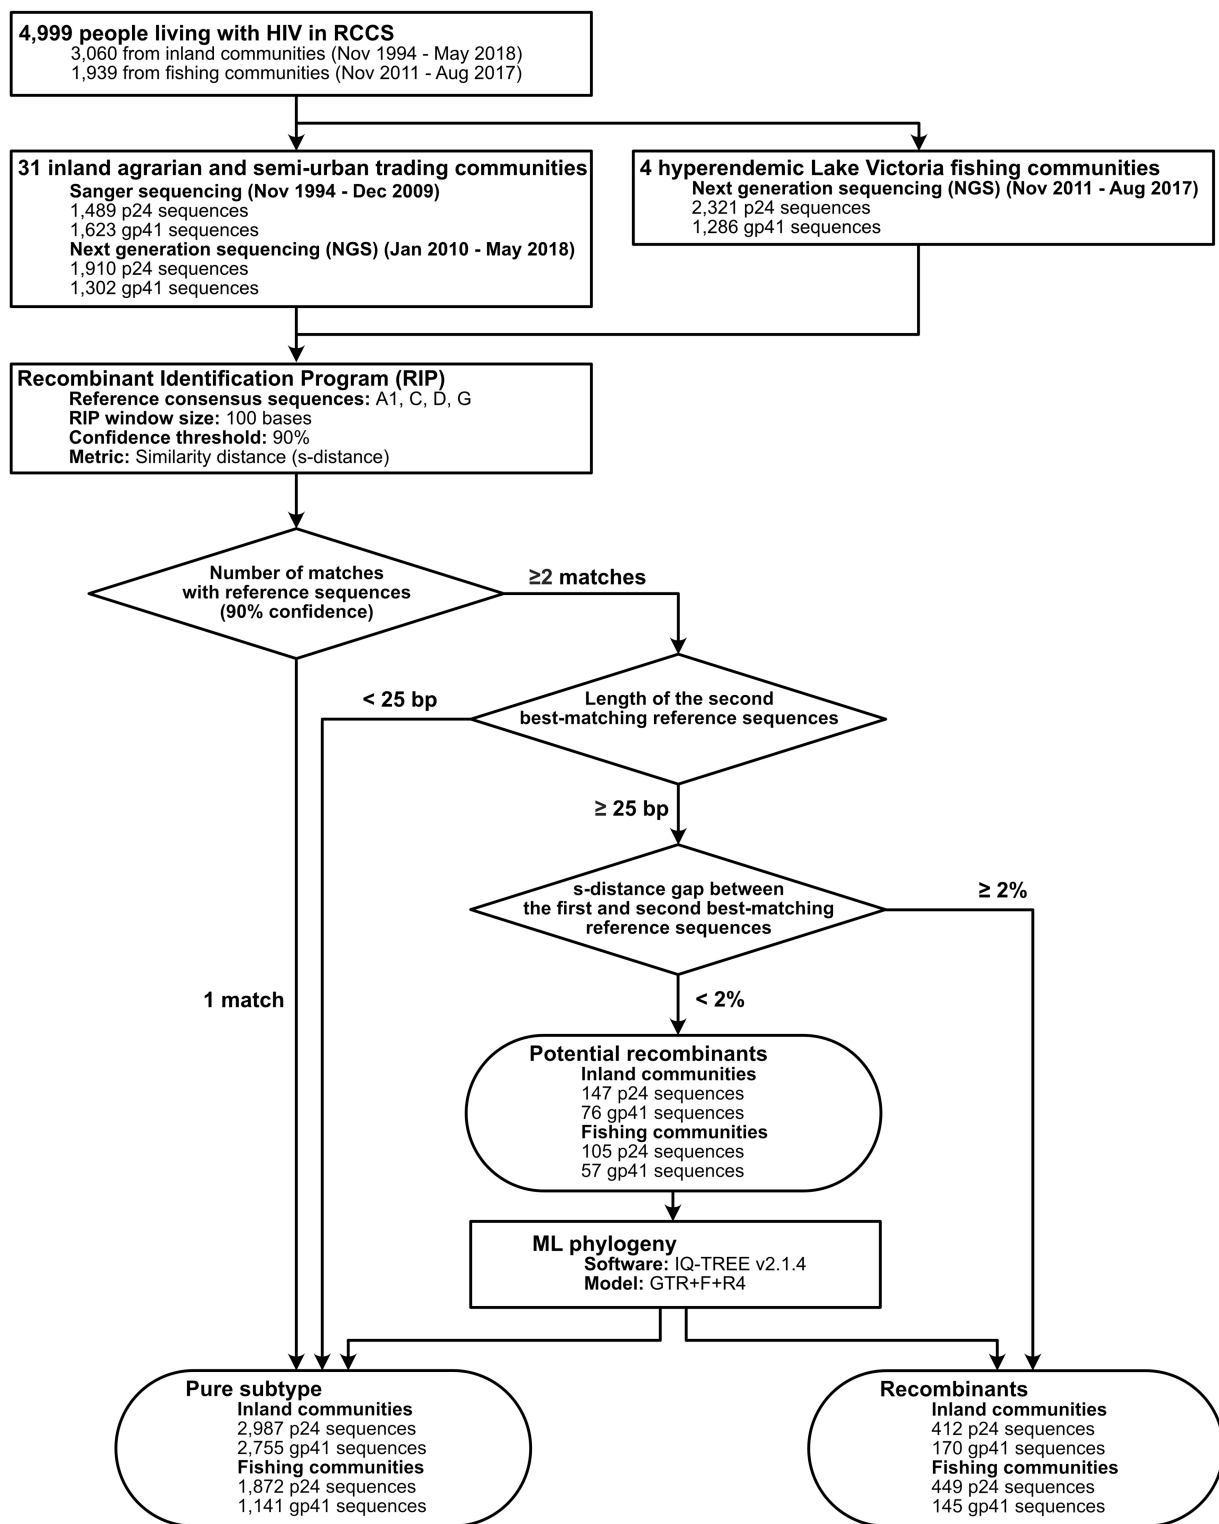 4,999 people living with HIV in RCCS
3,060 from inland communities (Nov 1994 - May 2018)
1,939 from fishing communities (Nov 2011 - Aug 2017)
31 inland agrarian and semi-urban trading communities
Sanger sequencing (Nov 1994 - Dec 2009)
1,489 p24 sequences
1,623 gp41 sequences
Next generation sequencing (NGS) (Jan 2010 - May 2018)
1,910 p24 sequences
1,302 gp41 sequences
4 hyperendemic Lake Victoria fishing communities
Next generation sequencing (NGS) (Nov 2011 - Aug 2017)
2,321 p24 sequences
1,286 gp41 sequences
Recombinant Identification Program (RIP)
Reference consensus sequences: A1, C, D, G
RIP window size: 100 bases
Confidence threshold: 90%
Metric: Similarity distance (s-distance)
Number of matches
with reference sequences
(90% confidence)
≥2 matches
Length of the second
best-matching reference sequences
< 25 bp
≥ 25 bp
s-distance gap between
the first and second best-matching
reference sequences
≥ 2%
1 match
< 2%
Potential recombinants
Inland communities
147 p24 sequences
76 gp41 sequences
Fishing communities
105 p24 sequences
57 gp41 sequences
ML phylogeny
Software: IQ-TREE v2.1.4
Model: GTR+F+R4
Pure subtype
Inland communities
2,987 p24 sequences
2,755 gp41 sequences
Fishing communities
1,872 p24 sequences
1,141 gp41 sequences
Recombinants
Inland communities
412 p24 sequences
170 gp41 sequences
Fishing communities
449 p24 sequences
145 gp41 sequences